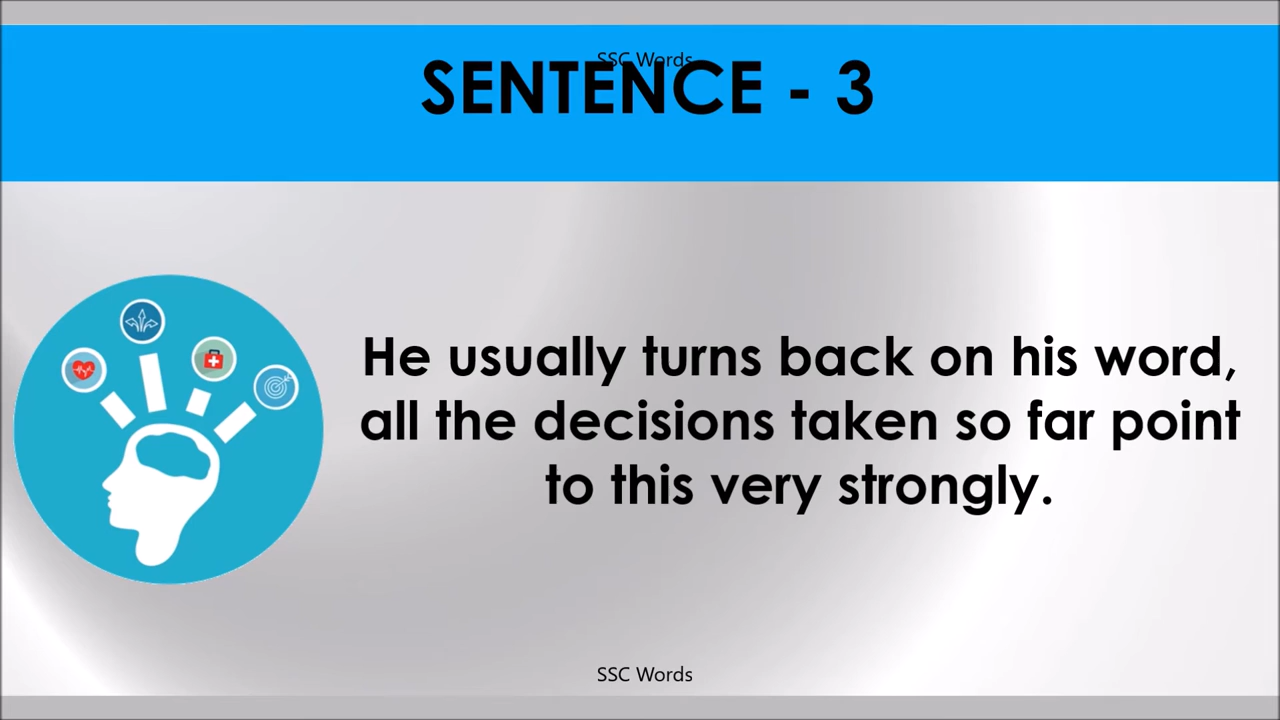 SSC Words
SENTENCE - 3
He usually turns back on his word,
all the decisions taken so far point
to this very strongly.
SSC Words